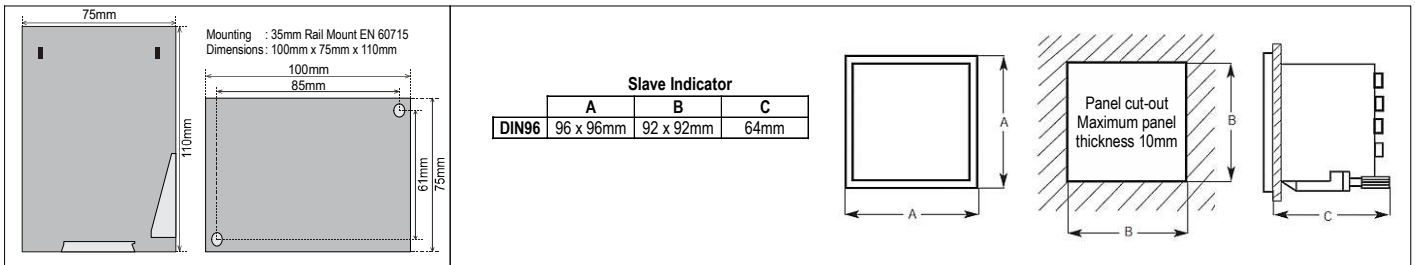 75mm
110mm
Mounting : 35mm Rail Mount EN 60715
Dimensions : 100mm x 75mm x 110mm
100mm
85mm
61mm
75mm
Slave Indicator
A B C
DIN96 96 x 96mm 92 x 92mm 64mm
A
A
Panel cut-out
Maximum panel
thickness 10mm
B
B
C